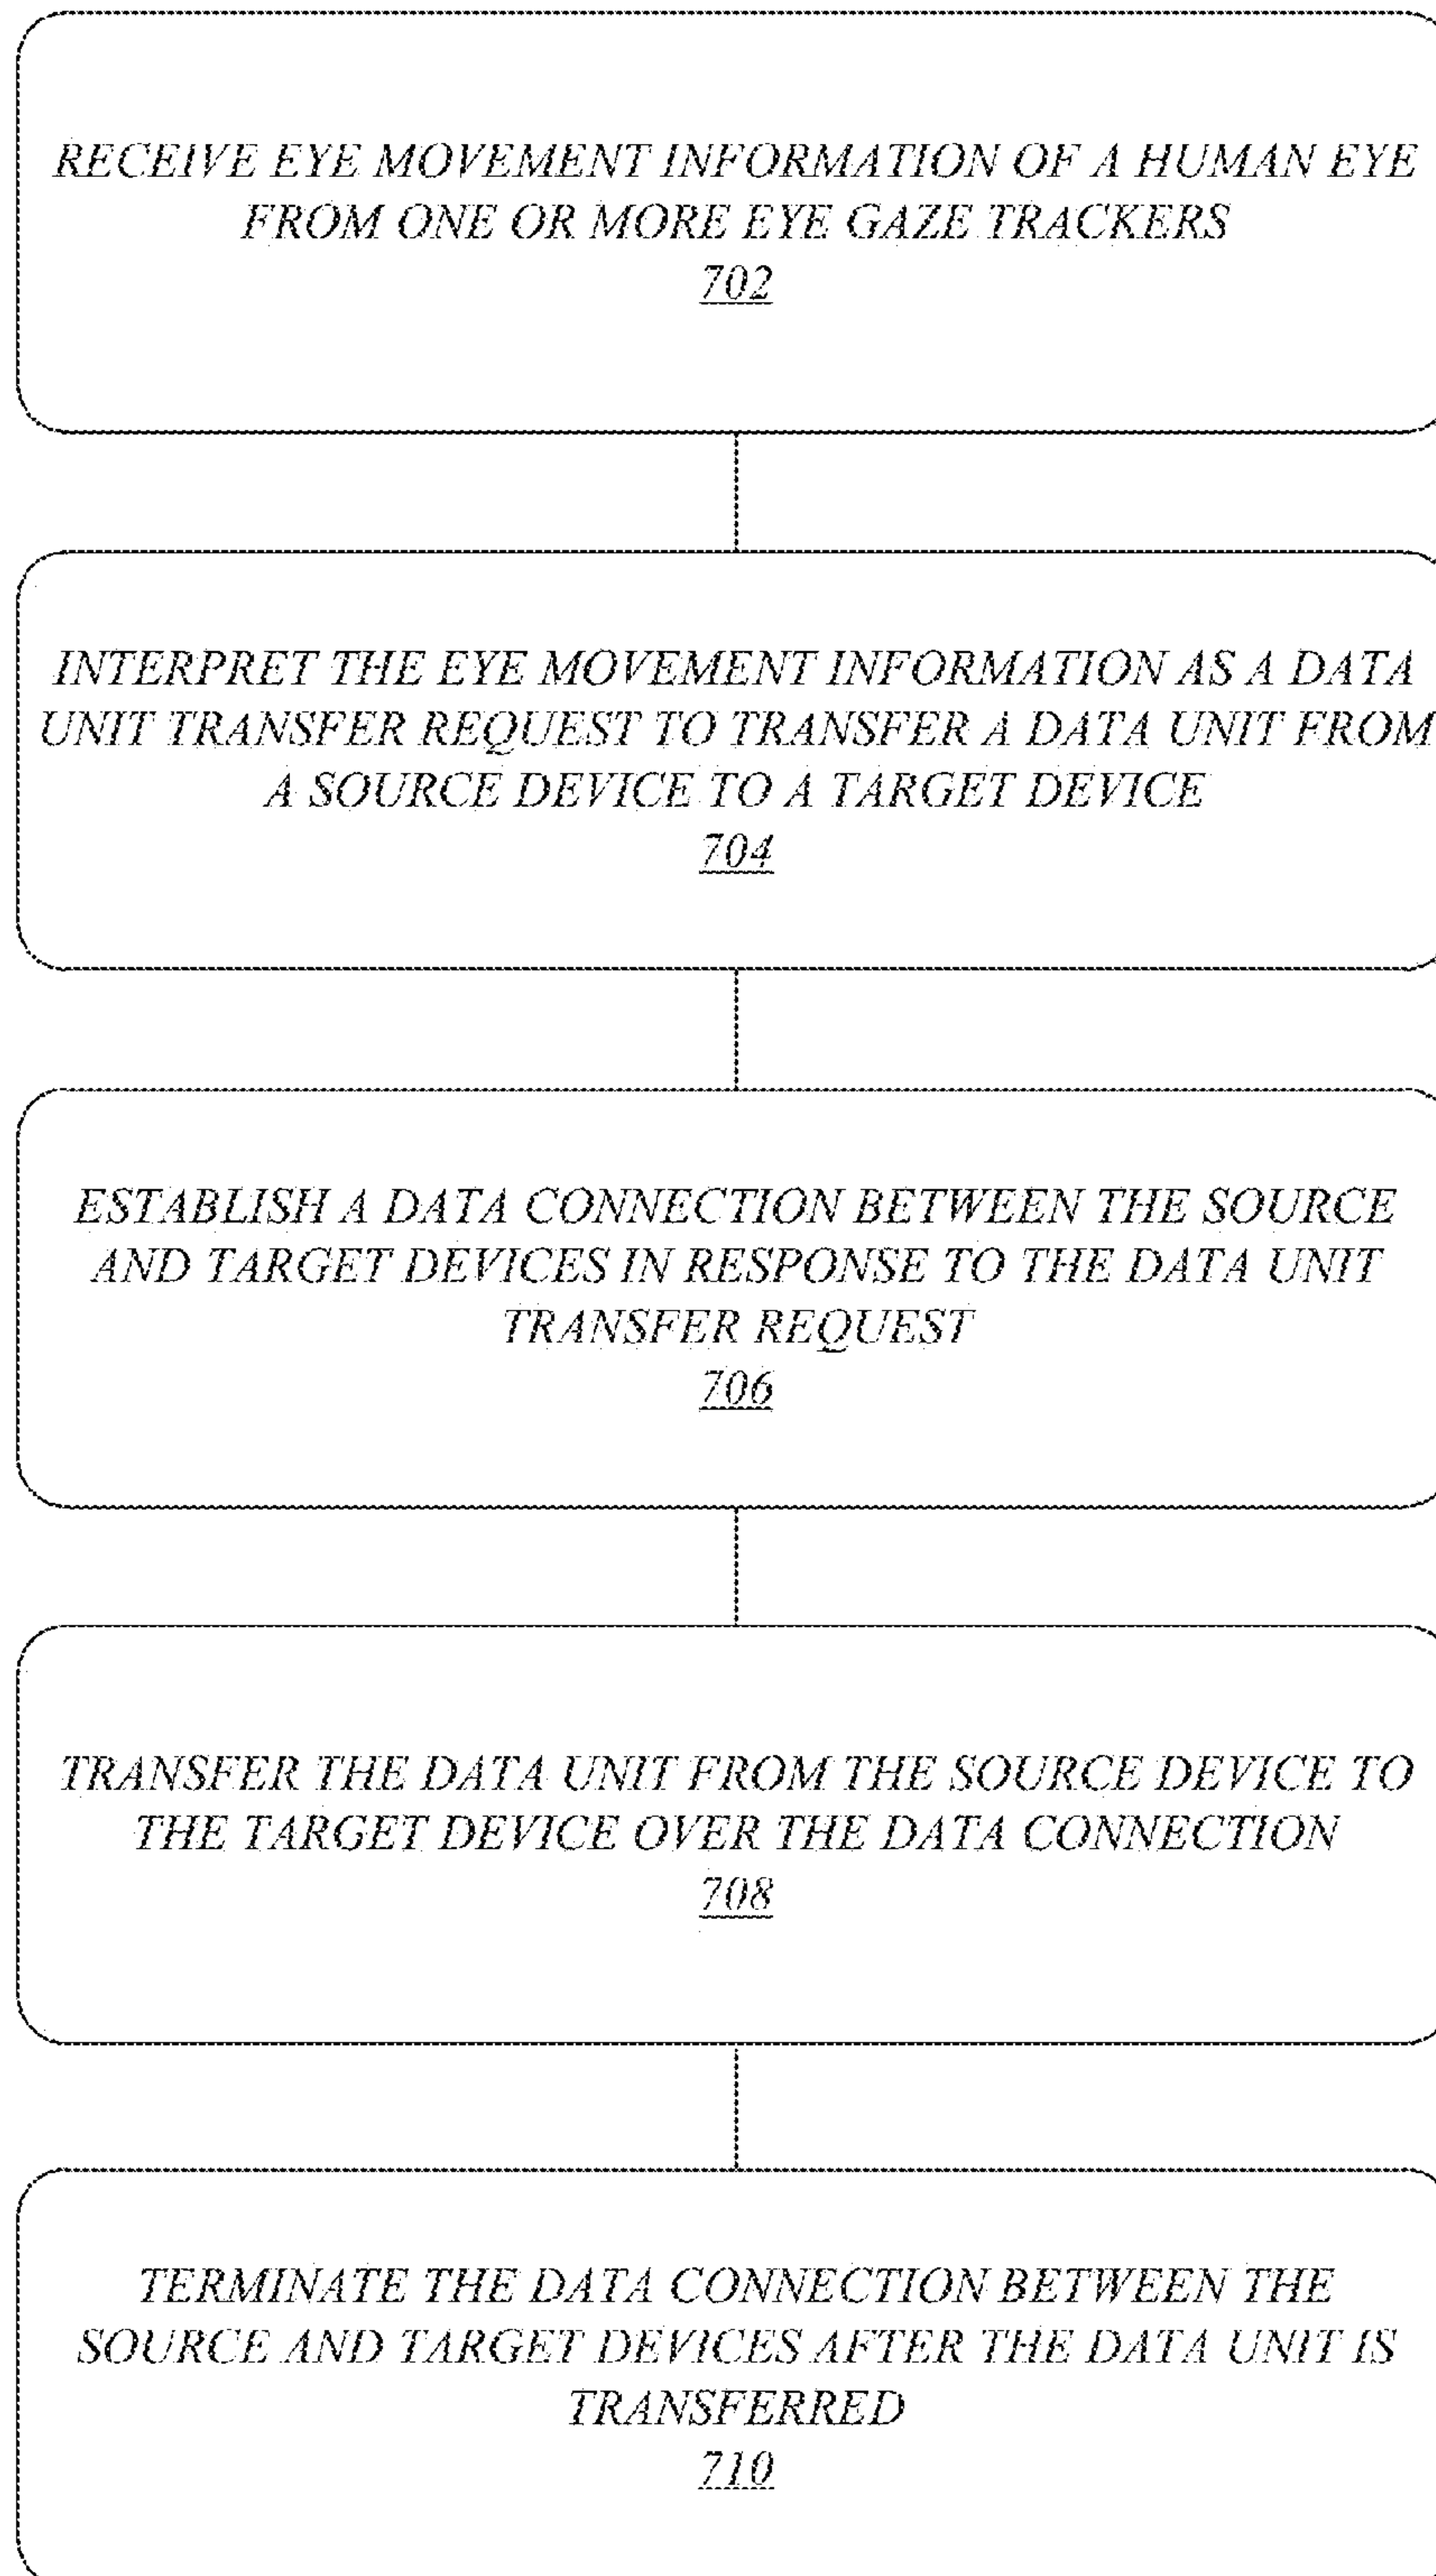 RECEIVE EYE MOVEMENT INFORMATION OF A HUMAN EYE
FROM ONE OR MORE EYE GAZE TRACKERS
702
INTERPRET THE EYE MOVEMENT INFORMATION AS A DATA
UNIT TRANSFER REQUEST TO TRANSFER A DATA UNIT FROM
A SOURCE DEVICE TO A TARGET DEVICE
704
ESTABLISH A DATA CONNECTION BETWEEN THE SOURCE
AND TARGET DEVICES IN RESPONSE TO THE DATA UNIT
TRANSFER REQUEST
706
TRANSFER THE DATA UNIT FROM THE SOURCE DEVICE TO
THE TARGET DEVICE OVER THE DATA CONNECTION
708
TERMINATE THE DATA CONNECTION BETWEEN THE
SOURCE AND TARGET DEVICES AFTER THE DATA UNIT IS
TRANSFERRED
710